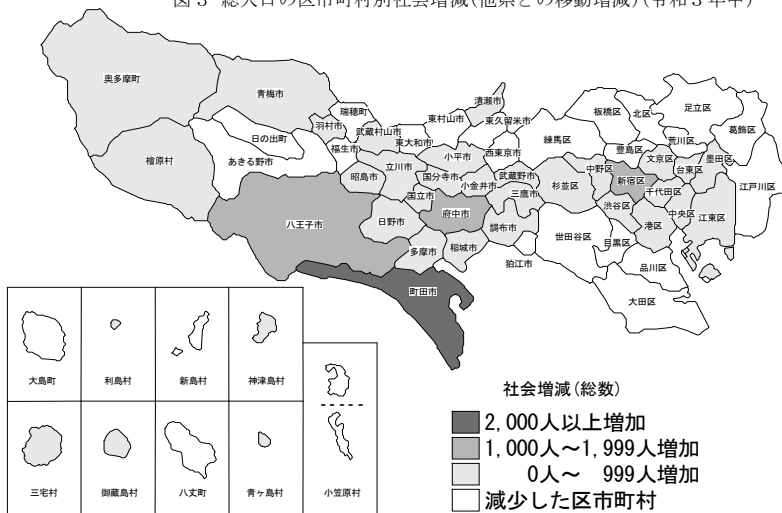 図３ 総人口の区市町村別社会増減(他県との移動増減)(令和３年中)
奥多摩町
青梅市
瑞穂町
羽村市
武蔵村山市
東村山市
清瀬市
東久留米市
板橋区
北区
足立区
葛飾区
日の出町
福生市
東大和市
小平市
西東京市
練馬区
豊島区
荒川区
文京区
台東区
墨田区
檜原村
あきる野市
昭島市
立川市
国分寺市
小金井市
武蔵野市
三鷹市
杉並区
中野区
新宿区
千代田区
江戸川区
八王子市
日野市
国立市
府中市
調布市
渋谷区
港区
中央区
江東区
多摩市
稲城市
狛江市
世田谷区
目黒区
品川区
大田区
町田市
大島町
利島村
新島村
神津島村
三宅村
御蔵島村
八丈町
青ヶ島村
小笠原村
社会増減(総数)
2,000人以上増加
1,000人～1,999人増加
0人～ 999人増加
減少した区市町村